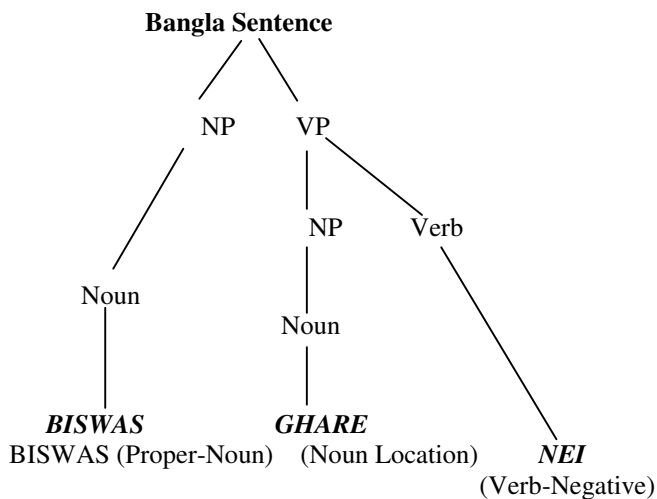 Bangla Sentence
NP VP
NP Verb
Noun
Noun
BISWAS GHARE
BISWAS (Proper-Noun) (Noun Location)
NEI
(Verb-Negative)